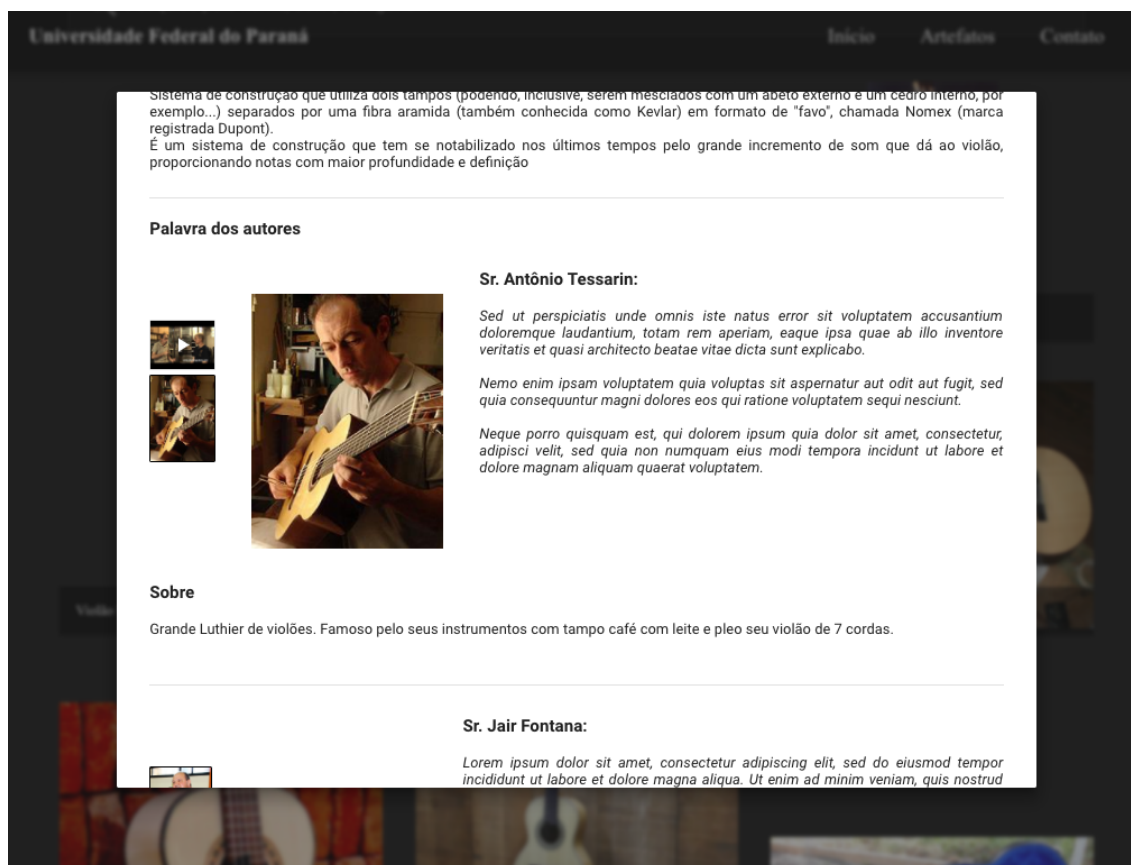 Universidade Federal do Paraná
Início
Artefatos
Contato
Sistema de construção que utiliza dois tampos (podendo, inclusive, serem mesclados com um abeto externo e um cedro interno, por
exemplo...) separados por uma fibra aramida (também conhecida como Kevlar) em formato de "favo", chamada Nomex (marca
registrada Dupont).
É um sistema de construção que tem se notabilizado nos últimos tempos pelo grande incremento de som que dá ao violão,
proporcionando notas com maior profundidade e definição
Palavra dos autores
Sr. Antônio Tessarin:
Sed ut perspiciatis unde omnis iste natus error sit voluptatem accusantium
doloremque laudantium, totam rem aperiam, eaque ipsa quae ab illo inventore
veritatis et quasi architecto beatae vitae dicta sunt explicabo.
Nemo enim ipsam voluptatem quia voluptas sit aspernatur aut odit aut fugit, sed
quia consequuntur magni dolores eos qui ratione voluptatem sequi nesciunt.
Neque porro quisquam est, qui dolorem ipsum quia dolor sit amet, consectetur,
adipisci velit, sed quia non numquam eius modi tempora incidunt ut labore et
dolore magnam aliquam quaerat voluptatem.
Sobre
Grande Luthier de violões. Famoso pelo seus instrumentos com tampo café com leite e pleo seu violão de 7 cordas.
Violão
Sr. Jair Fontana:
Lorem ipsum dolor sit amet, consectetur adipiscing elit, sed do eiusmod tempor
incididunt ut labore et dolore magna aliqua. Ut enim ad minim veniam, quis nostrud